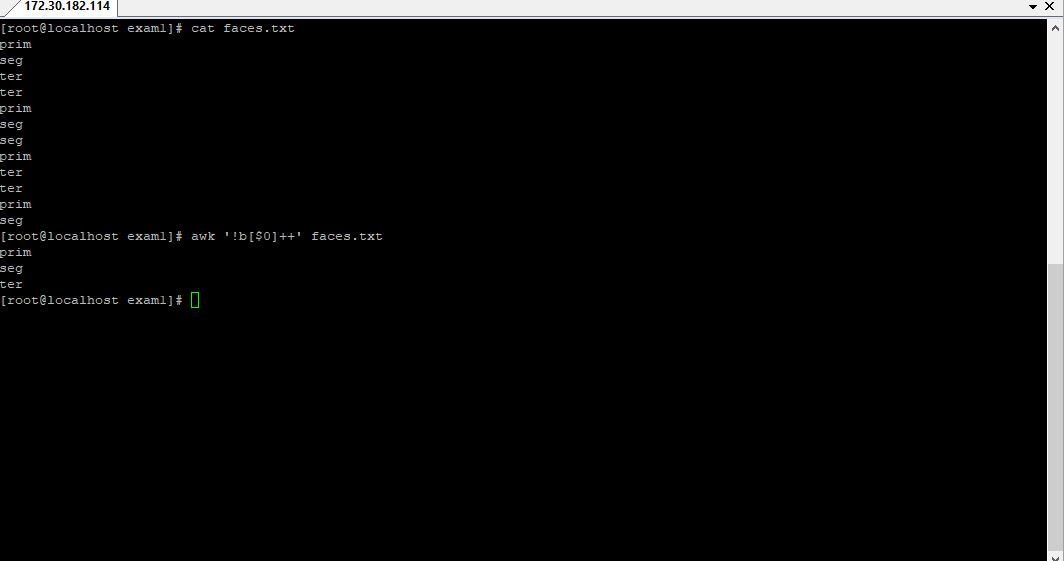 172.30.182.114
[root@localhost exam1]# cat faces.txt
prim
seg
ter
ter
prim
seg
seg
prim
ter
ter
prim
seg
[root@localhost exam1]# awk '!b[$0]++' faces.txt
prim
seg
ter
[root@localhost exam1]#